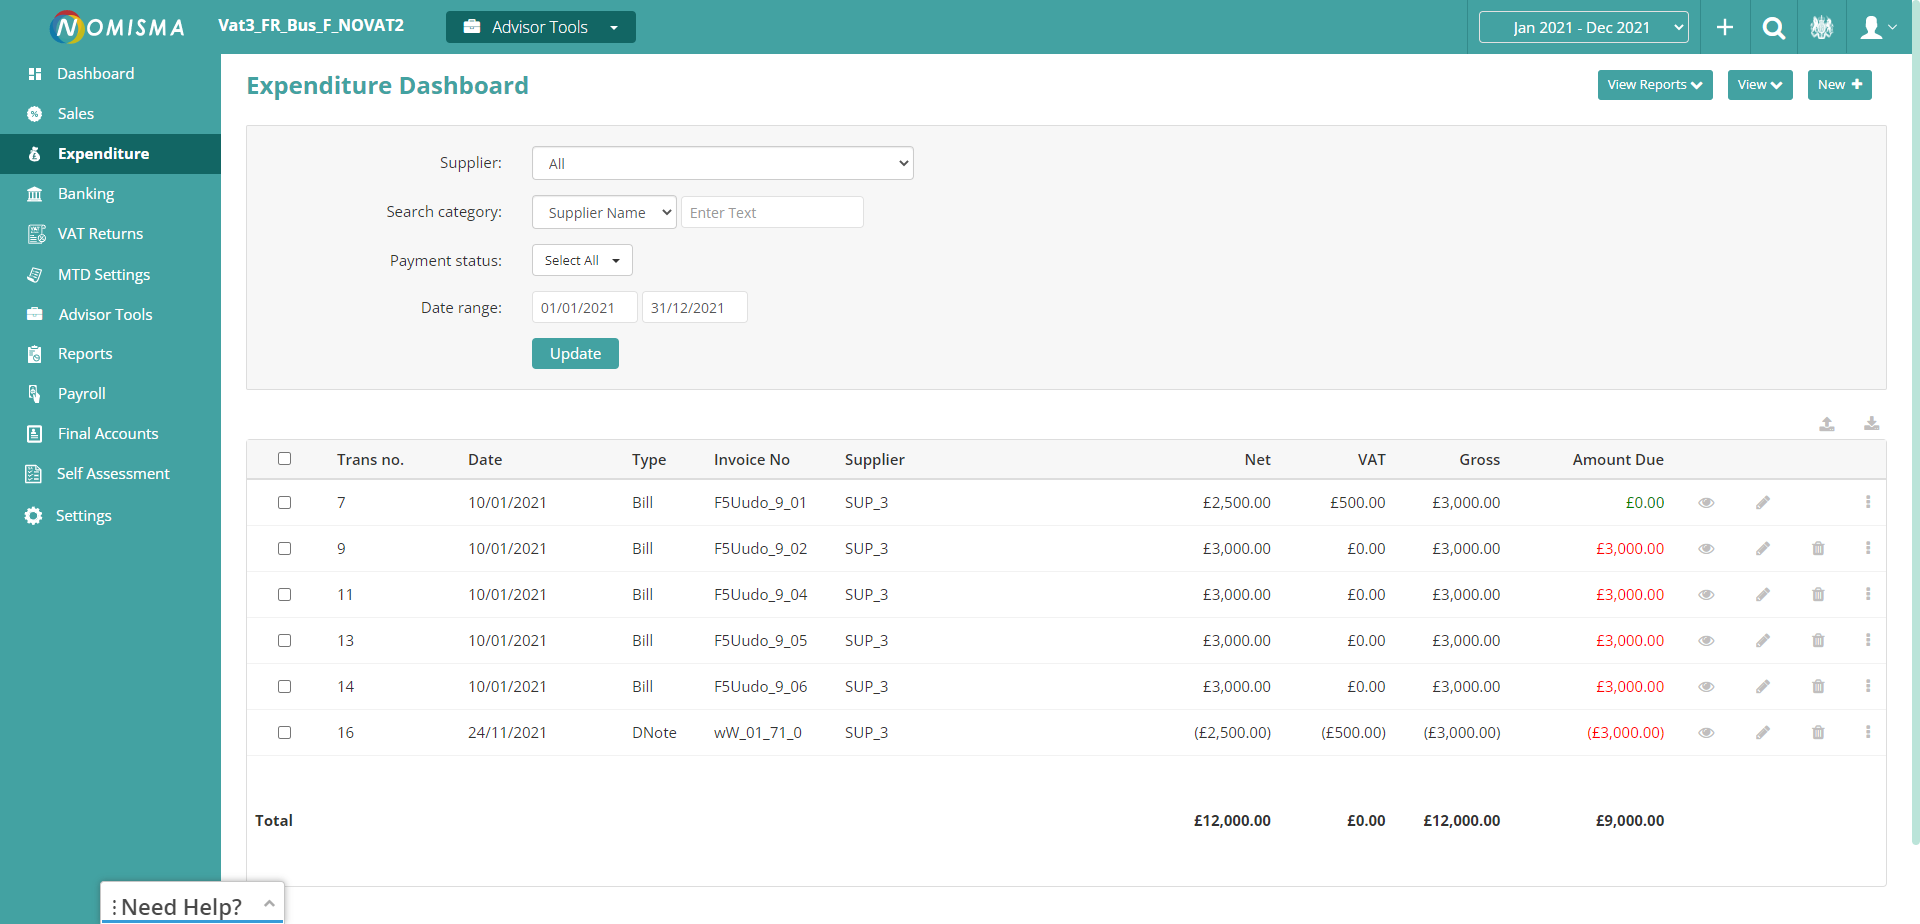 NOMISMA
Vat3_FR_Bus_F_NOVAT2
Advisor Tools
Jan 2021 - Dec 2021
Dashboard
Sales
Expenditure
Banking
VAT Returns
MTD Settings
Advisor Tools
Reports
Payroll
Final Accounts
Self Assessment
Settings
Expenditure Dashboard
View Reports
View
New
Supplier: All
Search category: Supplier Name Enter Text
Payment status: Select All
Date range: 01/01/2021 31/12/2021
Update
Trans no. Date Type Invoice No Supplier Net VAT Gross Amount Due
7 10/01/2021 Bill F5Uudo_9_01 SUP_3 £2,500.00 £500.00 £3,000.00 £0.00
9 10/01/2021 Bill F5Uudo_9_02 SUP_3 £3,000.00 £0.00 £3,000.00 £3,000.00
11 10/01/2021 Bill F5Uudo_9_04 SUP_3 £3,000.00 £0.00 £3,000.00 £3,000.00
13 10/01/2021 Bill F5Uudo_9_05 SUP_3 £3,000.00 £0.00 £3,000.00 £3,000.00
14 10/01/2021 Bill F5Uudo_9_06 SUP_3 £3,000.00 £0.00 £3,000.00 £3,000.00
16 24/11/2021 DNote wW_01_71_0 SUP_3 (£2,500.00) (£500.00) (£3,000.00) (£3,000.00)
Total £12,000.00 £0.00 £12,000.00 £9,000.00
Need Help?